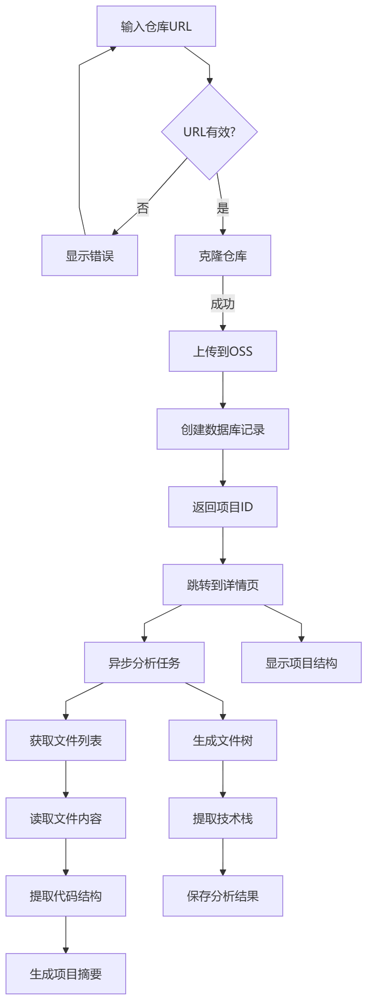 输入仓库URL
URL有效?
否
是
显示错误
克隆仓库
成功
上传到OSS
创建数据库记录
返回项目ID
跳转到详情页
异步分析任务
显示项目结构
获取文件列表
生成文件树
读取文件内容
提取技术栈
提取代码结构
保存分析结果
生成项目摘要